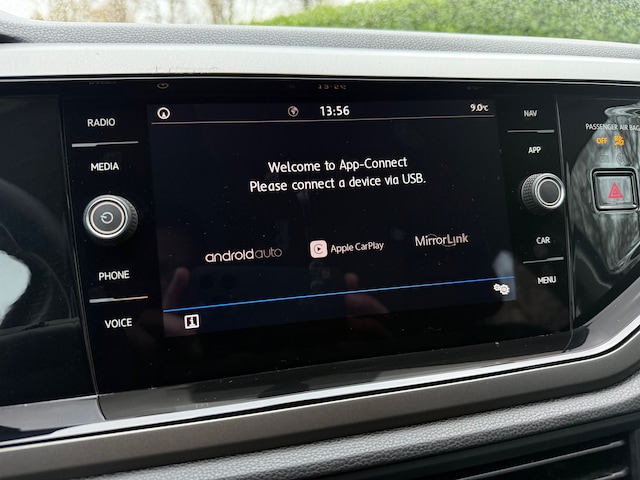 13:56
9.0°C
RADIO
MEDIA
PHONE
VOICE
Welcome to App-Connect
Please connect a device via USB.
androidauto
Apple CarPlay
MirrorLink
i
NAV
APP
CAR
MENU
PASSENGER AIR BAG
OFF